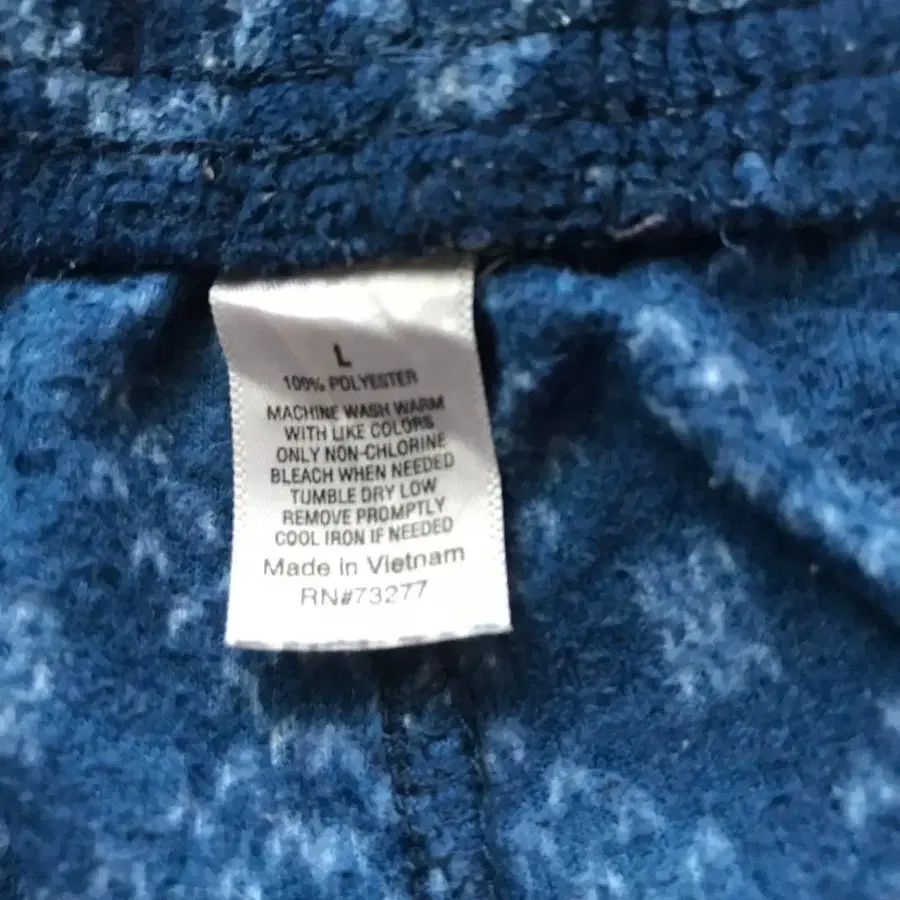 L
100% POLYESTER
MACHINE WASH WARM
WITH LIKE COLORS
ONLY NON-CHLORINE
BLEACH WHEN NEEDED
TUMBLE DRY LOW
REMOVE PROMPTLY
COOL IRON IF NEEDED
Made in Vietnam
RN#73277